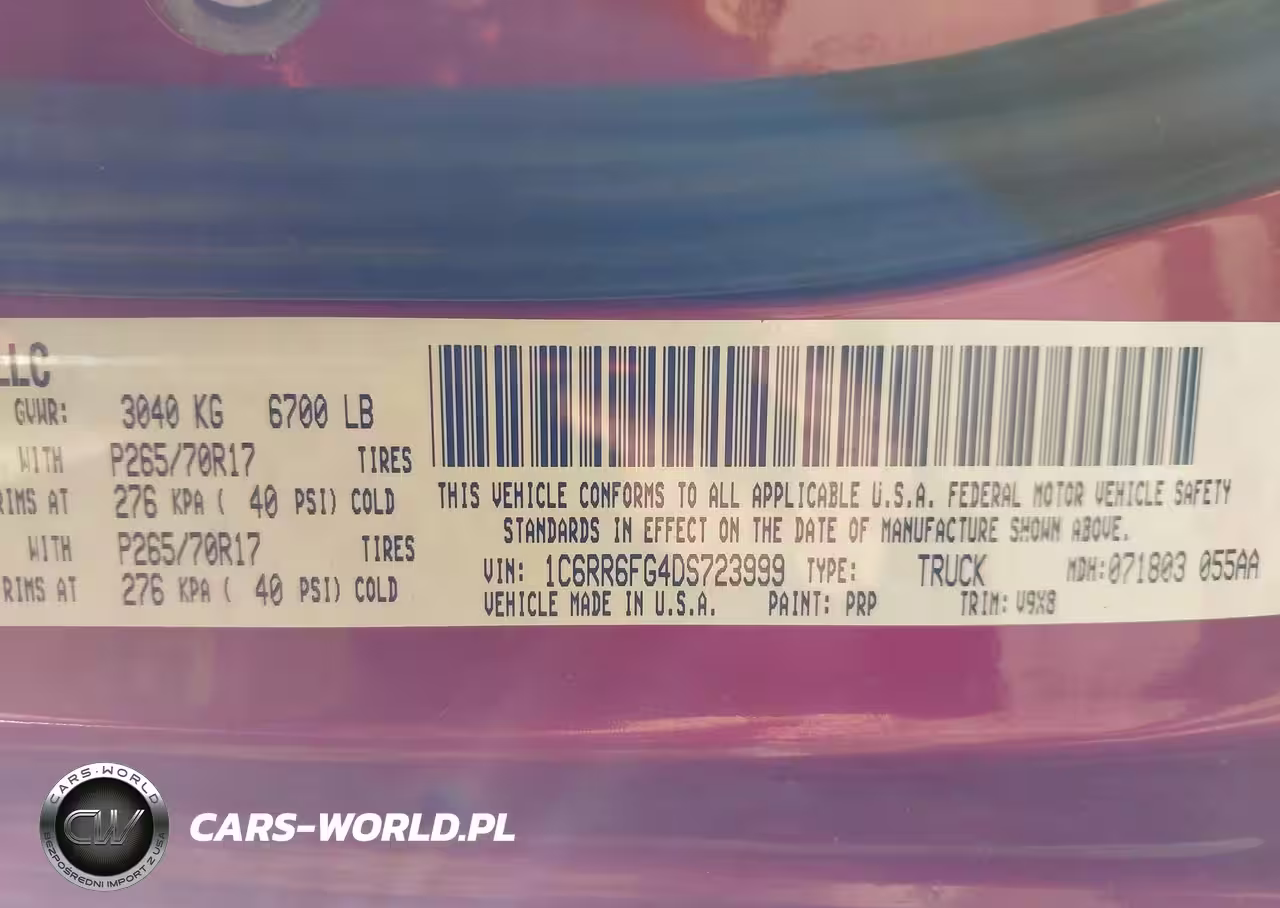 LLC
GVWR: 3040 KG 6700 LB
WITH P265/70R17 TIRES
RIMS AT 276 KPA ( 40 PSI) COLD
WITH P265/70R17 TIRES
RIMS AT 276 KPA ( 40 PSI) COLD
THIS VEHICLE CONFORMS TO ALL APPLICABLE U.S.A. FEDERAL MOTOR VEHICLE SAFETY
STANDARDS IN EFFECT ON THE DATE OF MANUFACTURE SHOWN ABOVE.
VIN: 1C6RR6FG4DS723999 TYPE: TRUCK MDH:071803 055AA
VEHICLE MADE IN U.S.A. PAINT: PRP TRIM: V9X8
CARS-WORLD
CW
BEZPOŚREDNI IMPORT Z USA
CARS-WORLD.PL